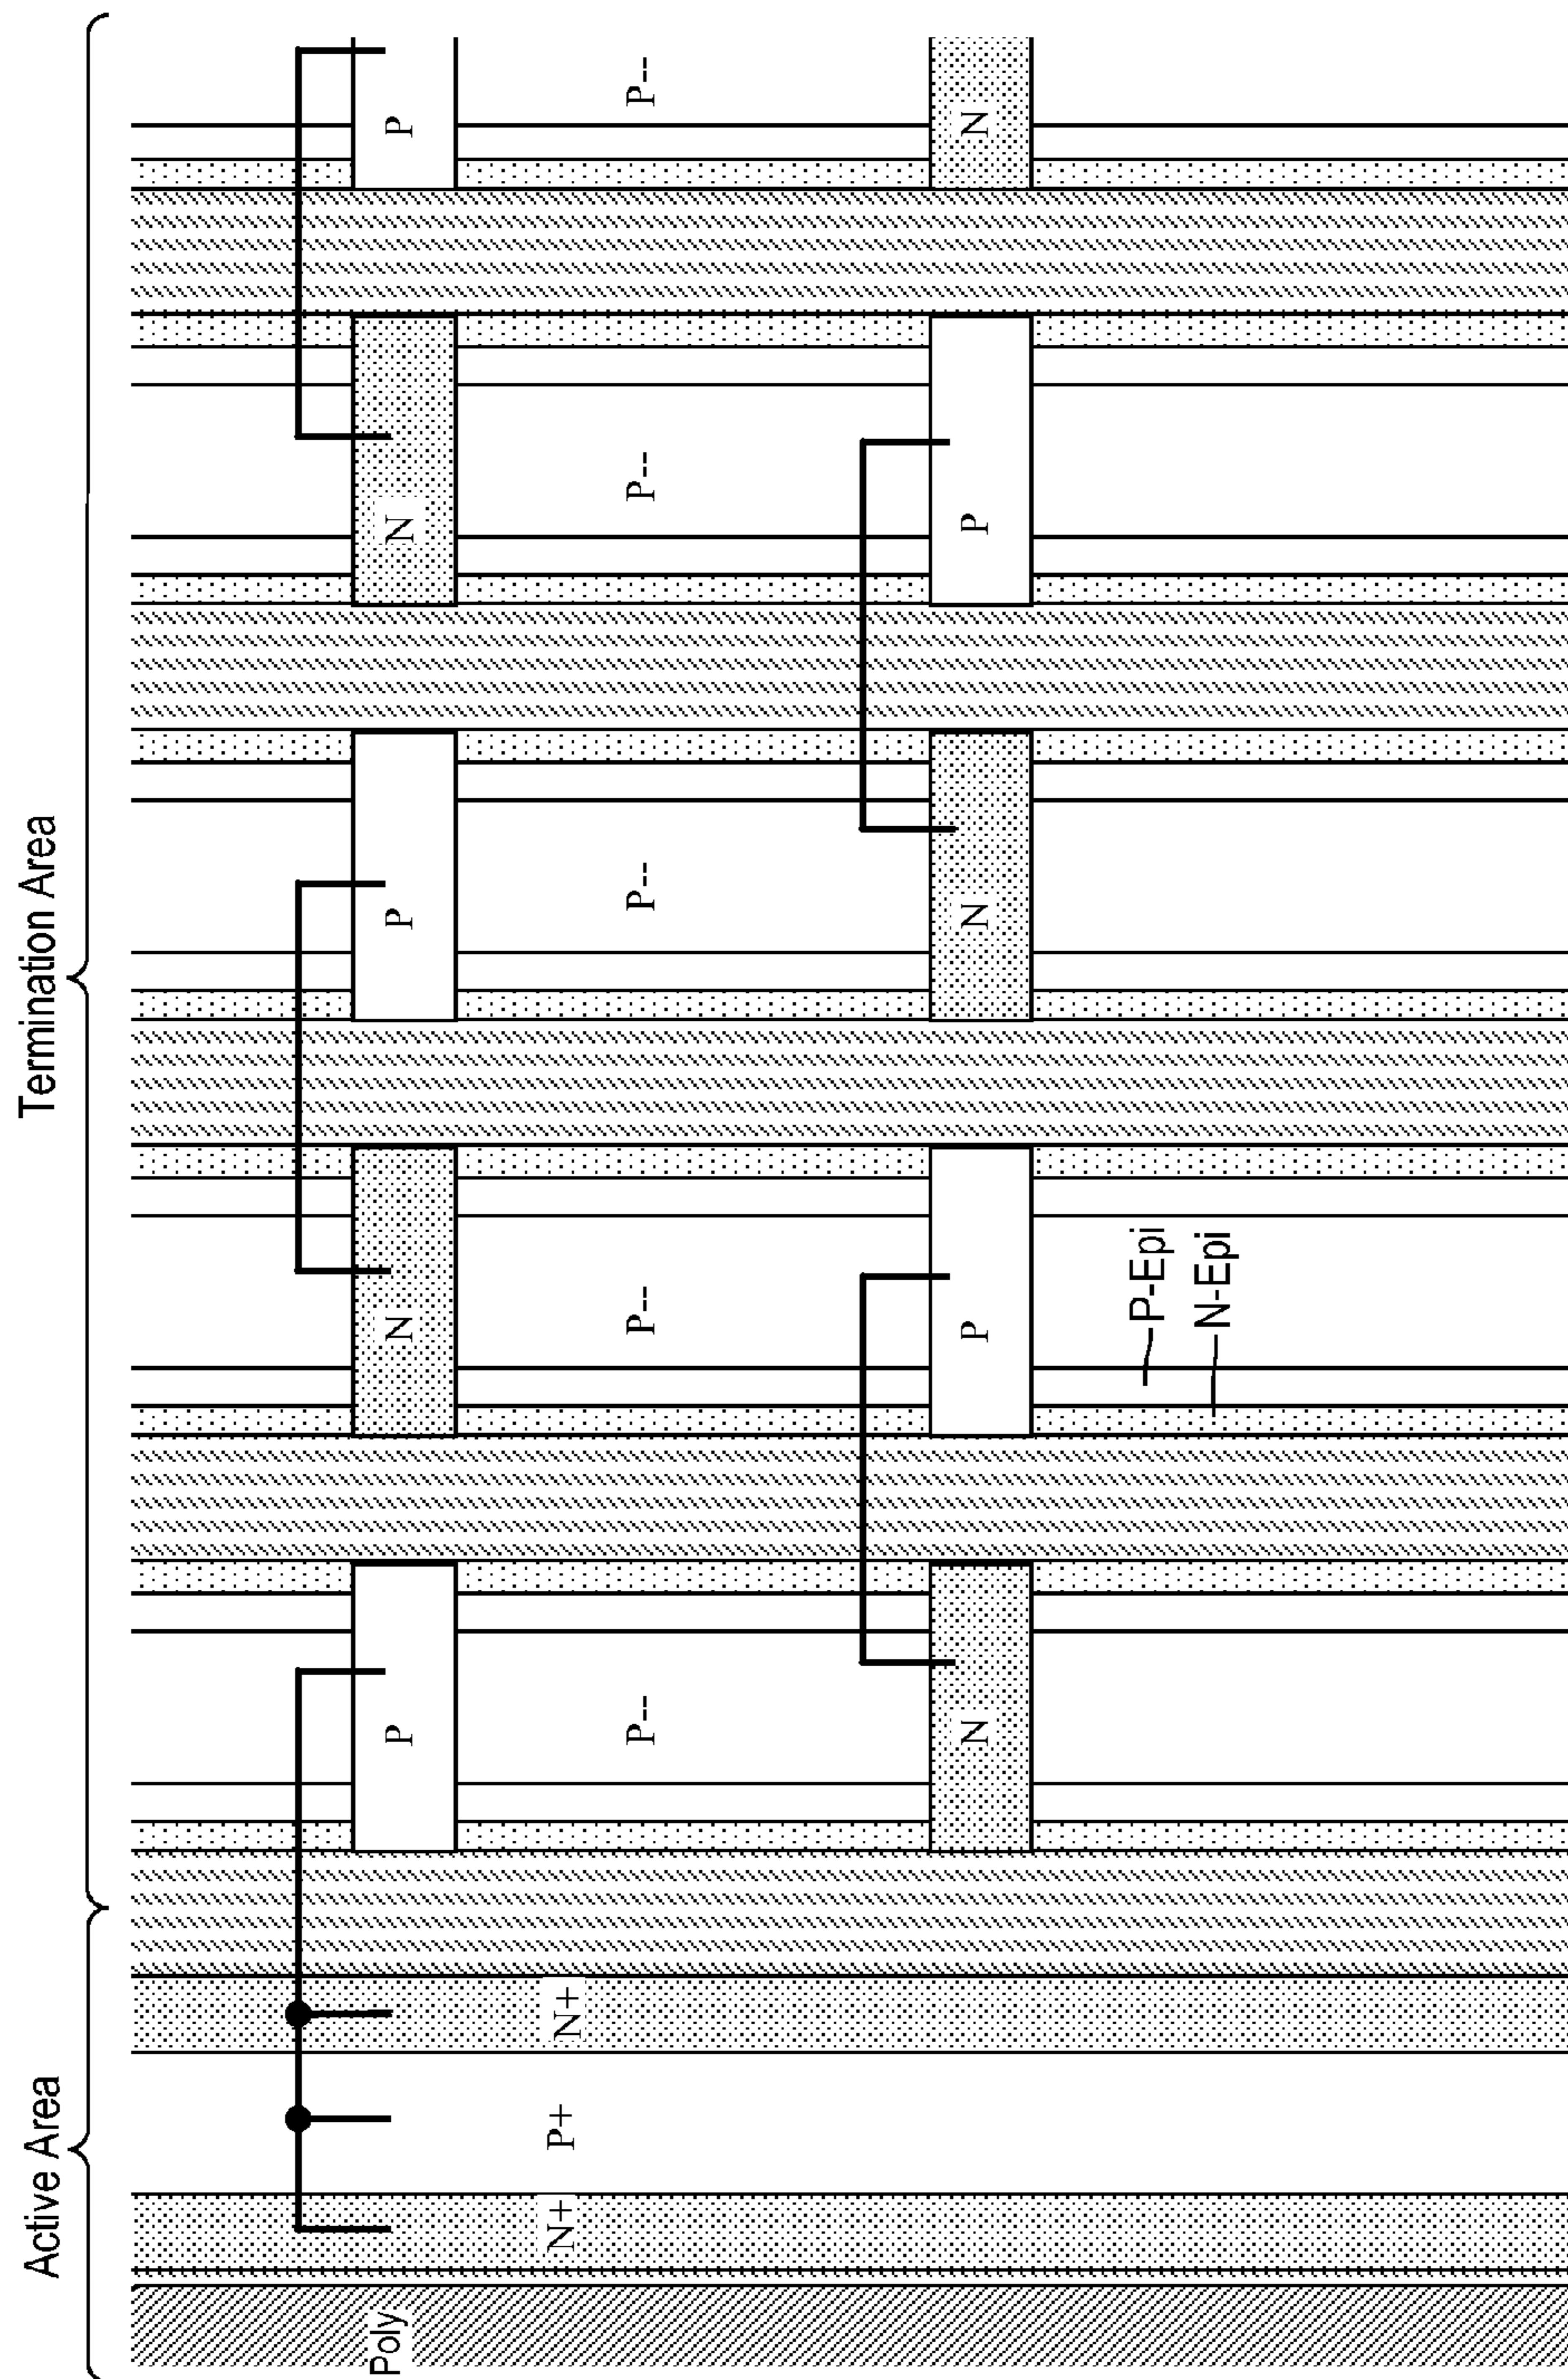 Active Area
Termination Area
Poly
P
N
P
N
P
N+
P+
N+
P--
P--
P--
P--
P--
N
P
N
P
N
P-Epi
N-Epi